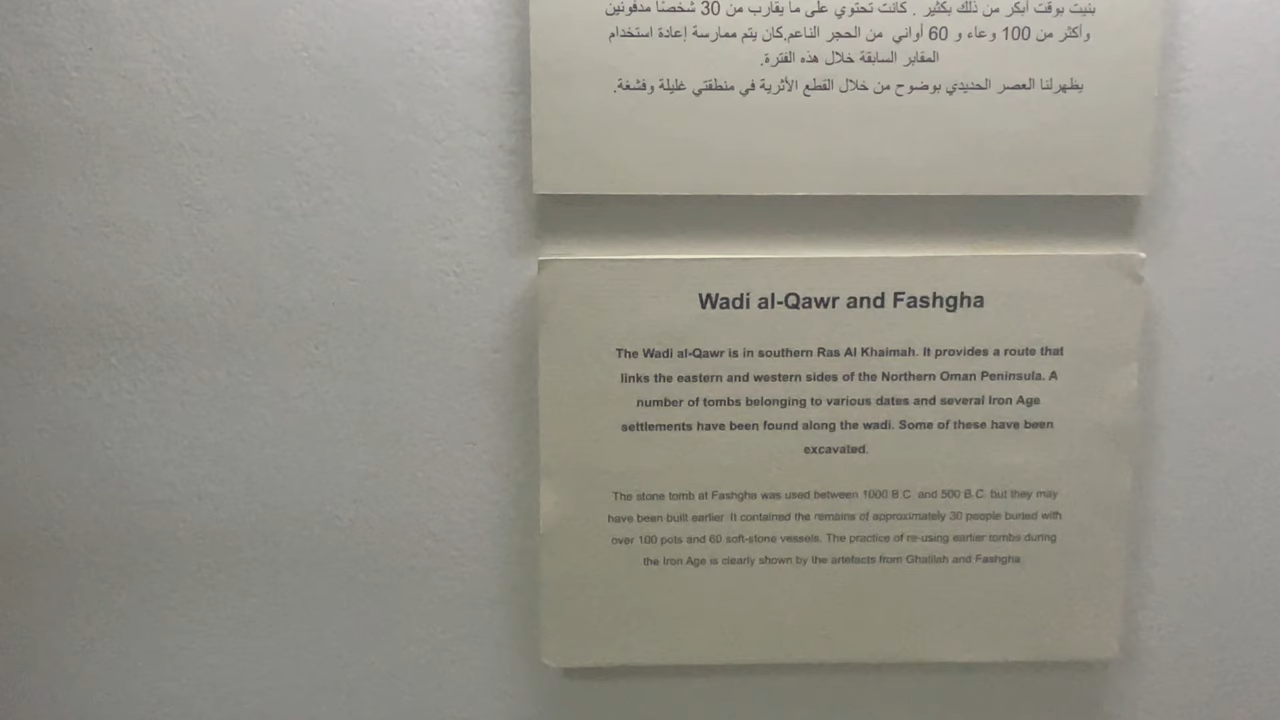 بنيت بوقت أبكر من ذلك بكثير . كانت تحتوي على ما يقارب من 30 شخصًا مدفونين
وأكثر من 100 وعاء و 60 أواني من الحجر الناعم.كان يتم ممارسة إعادة استخدام
المقابر السابقة خلال هذه الفترة.
يظهرلنا العصر الحديدي بوضوح من خلال القطع الأثرية في منطقتي غليلة وفشغة.
Wadi al-Qawr and Fashgha
The Wadi al-Qawr is in southern Ras Al Khaimah. It provides a route that
links the eastern and western sides of the Northern Oman Peninsula. A
number of tombs belonging to various dates and several Iron Age
settlements have been found along the wadi. Some of these have been
excavated.
The stone tomb at Fashgha was used between 1000 B.C. and 500 B.C. but they may
have been built earlier. It contained the remains of approximately 30 people buried with
over 100 pots and 60 soft-stone vessels. The practice of re-using earlier tombs during
the Iron Age is clearly shown by the artefacts from Ghalilah and Fashgha